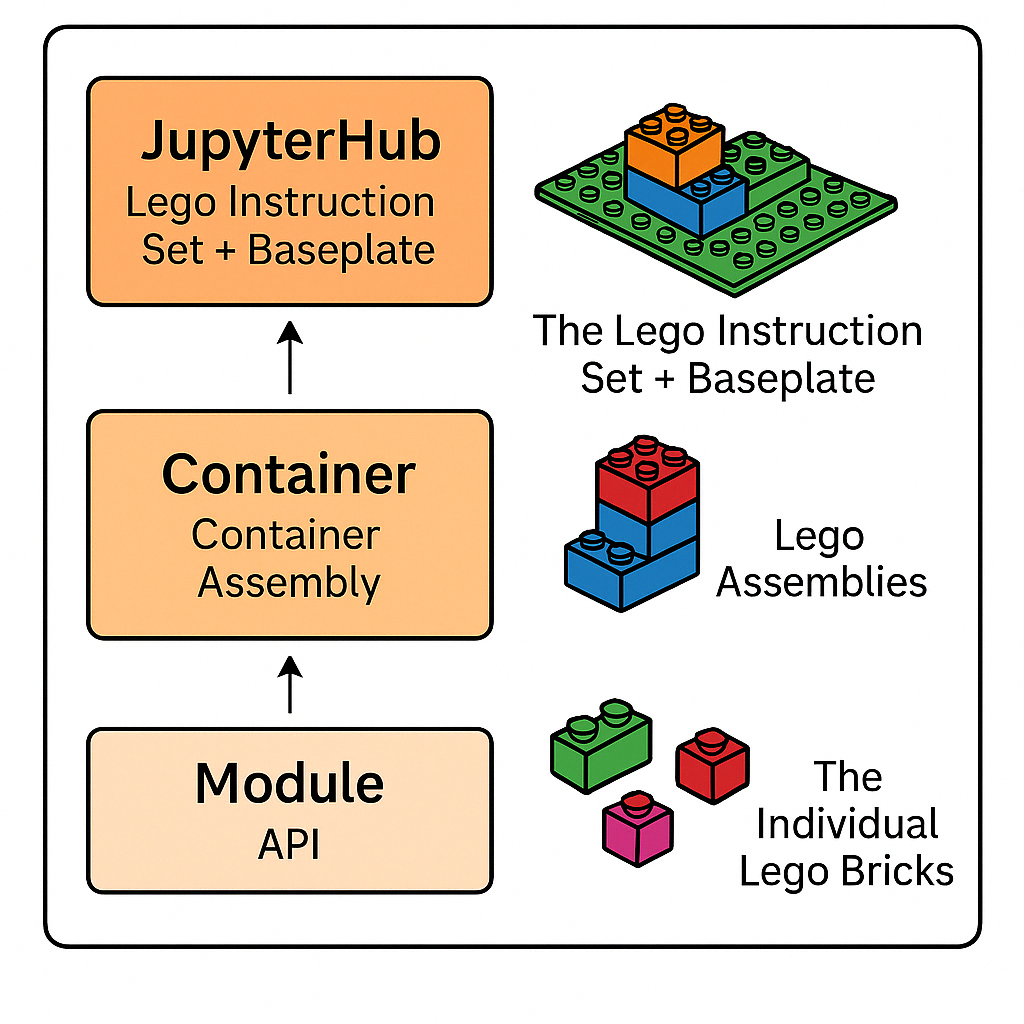 JupyterHub
Lego Instruction
Set + Baseplate
The Lego Instruction
Set + Baseplate
Container
Container
Assembly
Lego
Assemblies
Module
API
The
Individual
Lego Bricks